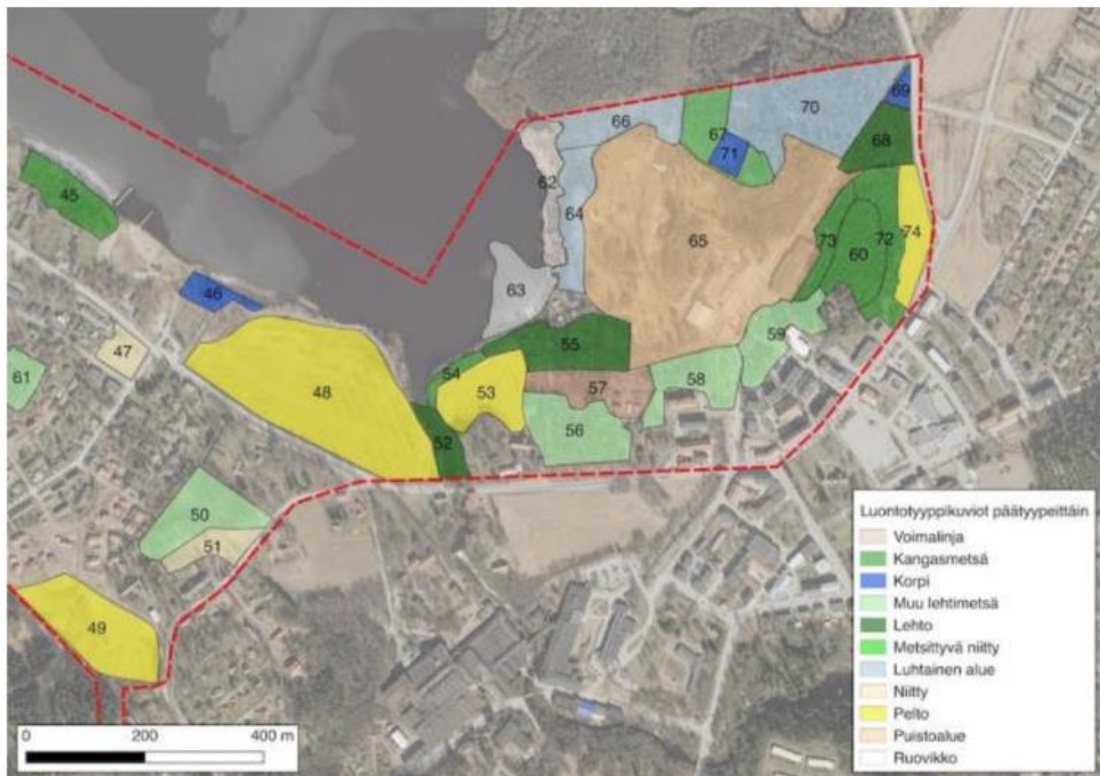 69
70
66
67
71
68
62
45
64
65
74
73
72
60
46
63
59
47
55
61
54
48
53
57
58
52
56
50
51
49
Luontotyyppikuviot päätyypeittäin
Voimalinja
Kangasmetsä
Korpi
Muu lehtimetsä
Lehto
Metsittyvä niitty
Luhtainen alue
Niitty
Pelto
Puistoalue
Ruovikko
0 200 400 m